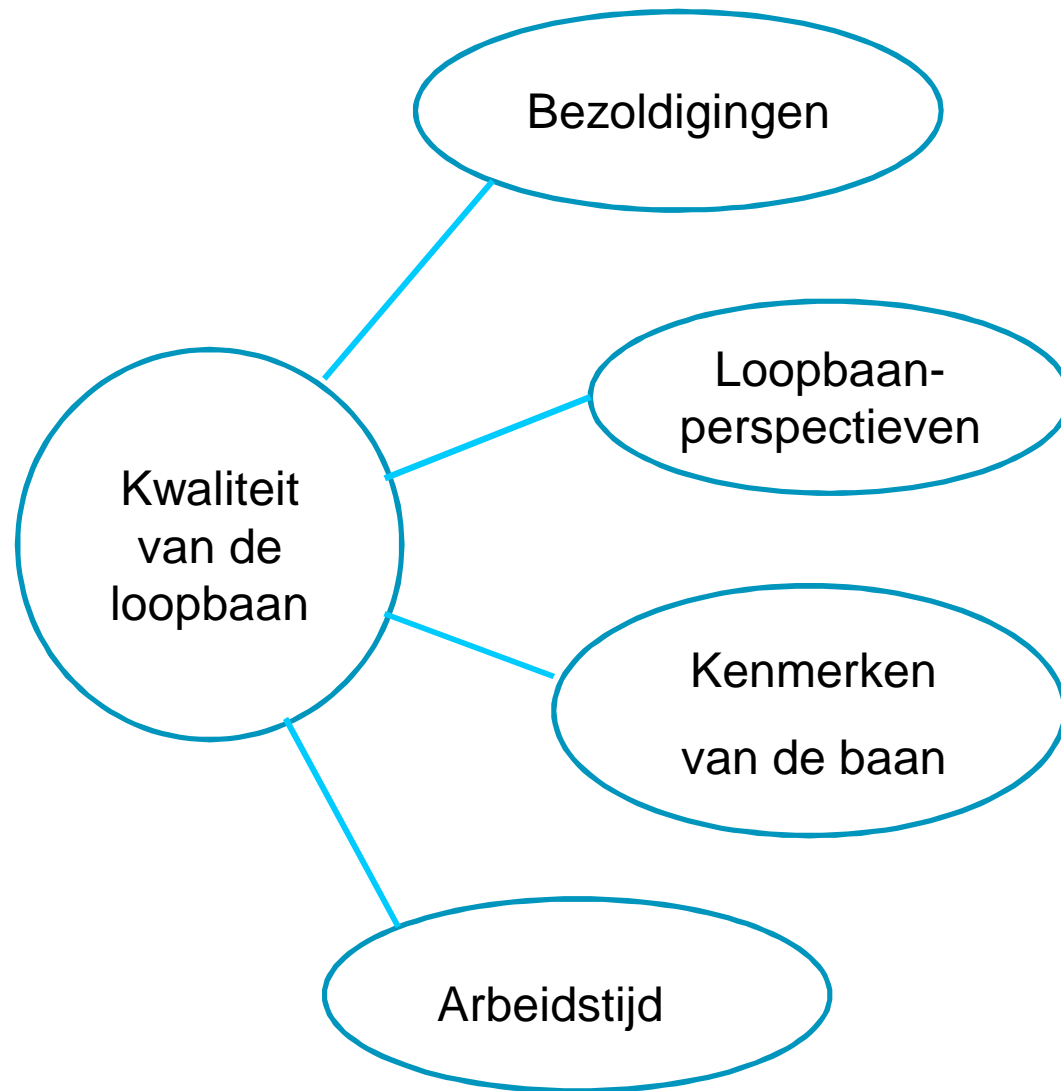 Bezoldigingen
Loopbaan-
perspectieven
Kwaliteit
van de
loopbaan
Kenmerken
van de baan
Arbeidstijd